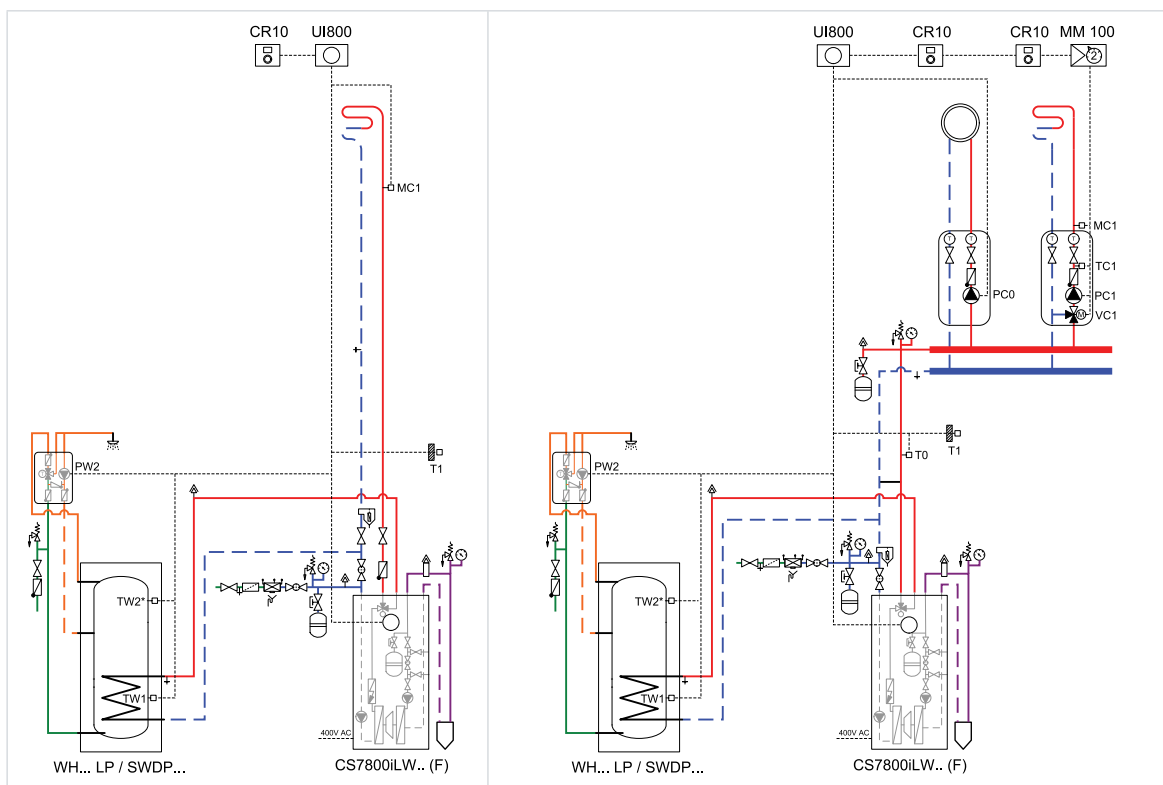 CR10 UI800
MC1
PW2
T1
TW2*
TW1
400V AC
WH... LP / SWDP...
CS7800iLW.. (F)
UI800 CR10 CR10 MM 100
2
MC1
T T T T
TC1
PC0
PC1
M
VC1
PW2
T0
T1
TW2*
TW1
400V AC
WH... LP / SWDP...
CS7800iLW.. (F)